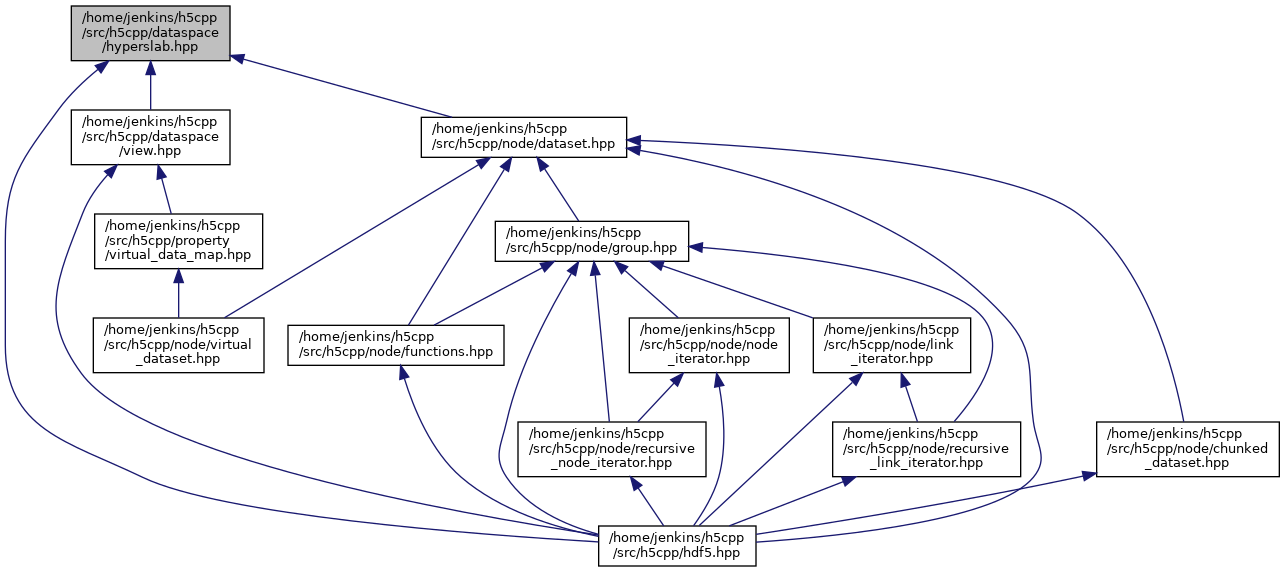 /home/jenkins/h5cpp
/src/h5cpp/dataspace
/hyperslab.hpp
/home/jenkins/h5cpp
/src/h5cpp/dataspace
/view.hpp
/home/jenkins/h5cpp
/src/h5cpp/node/dataset.hpp
/home/jenkins/h5cpp
/src/h5cpp/property
/virtual_data_map.hpp
/home/jenkins/h5cpp
/src/h5cpp/node/group.hpp
/home/jenkins/h5cpp
/src/h5cpp/node/virtual
_dataset.hpp
/home/jenkins/h5cpp
/src/h5cpp/node/functions.hpp
/home/jenkins/h5cpp
/src/h5cpp/node/node
_iterator.hpp
/home/jenkins/h5cpp
/src/h5cpp/node/link
_iterator.hpp
/home/jenkins/h5cpp
/src/h5cpp/node/recursive
_node_iterator.hpp
/home/jenkins/h5cpp
/src/h5cpp/node/recursive
_link_iterator.hpp
/home/jenkins/h5cpp
/src/h5cpp/node/chunked
_dataset.hpp
/home/jenkins/h5cpp
/src/h5cpp/hdf5.hpp